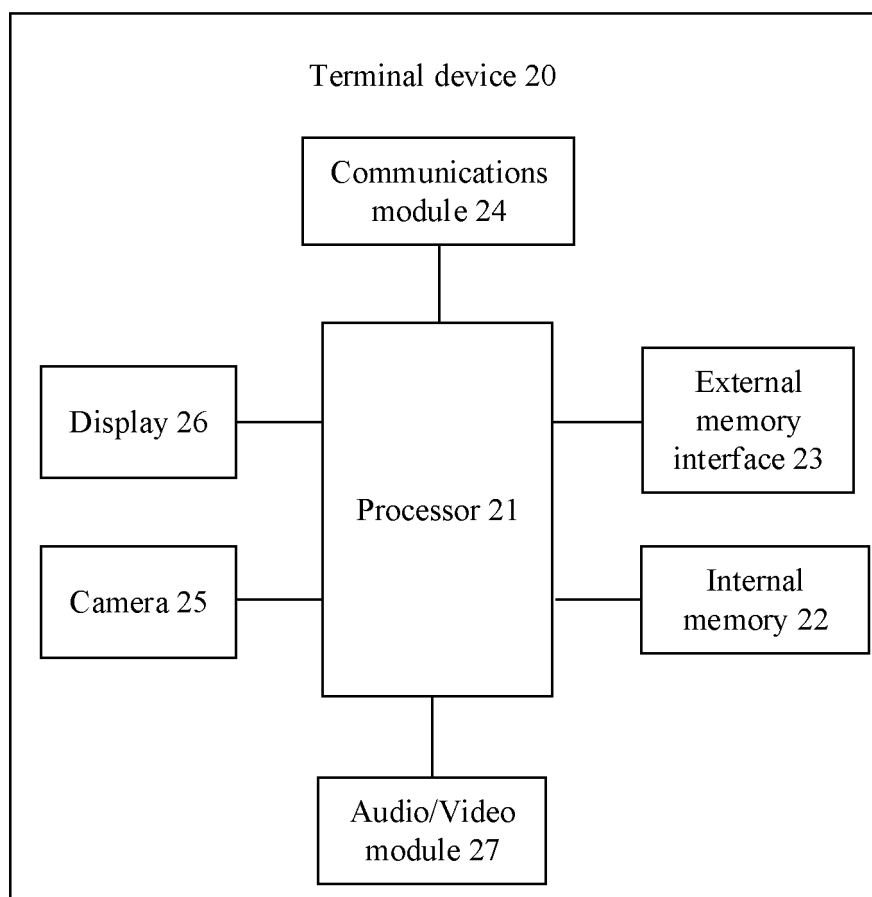 Terminal device 20
Communications
module 24
Display 26
External
memory
interface 23
Processor 21
Camera 25
Internal
memory 22
Audio/Video
module 27